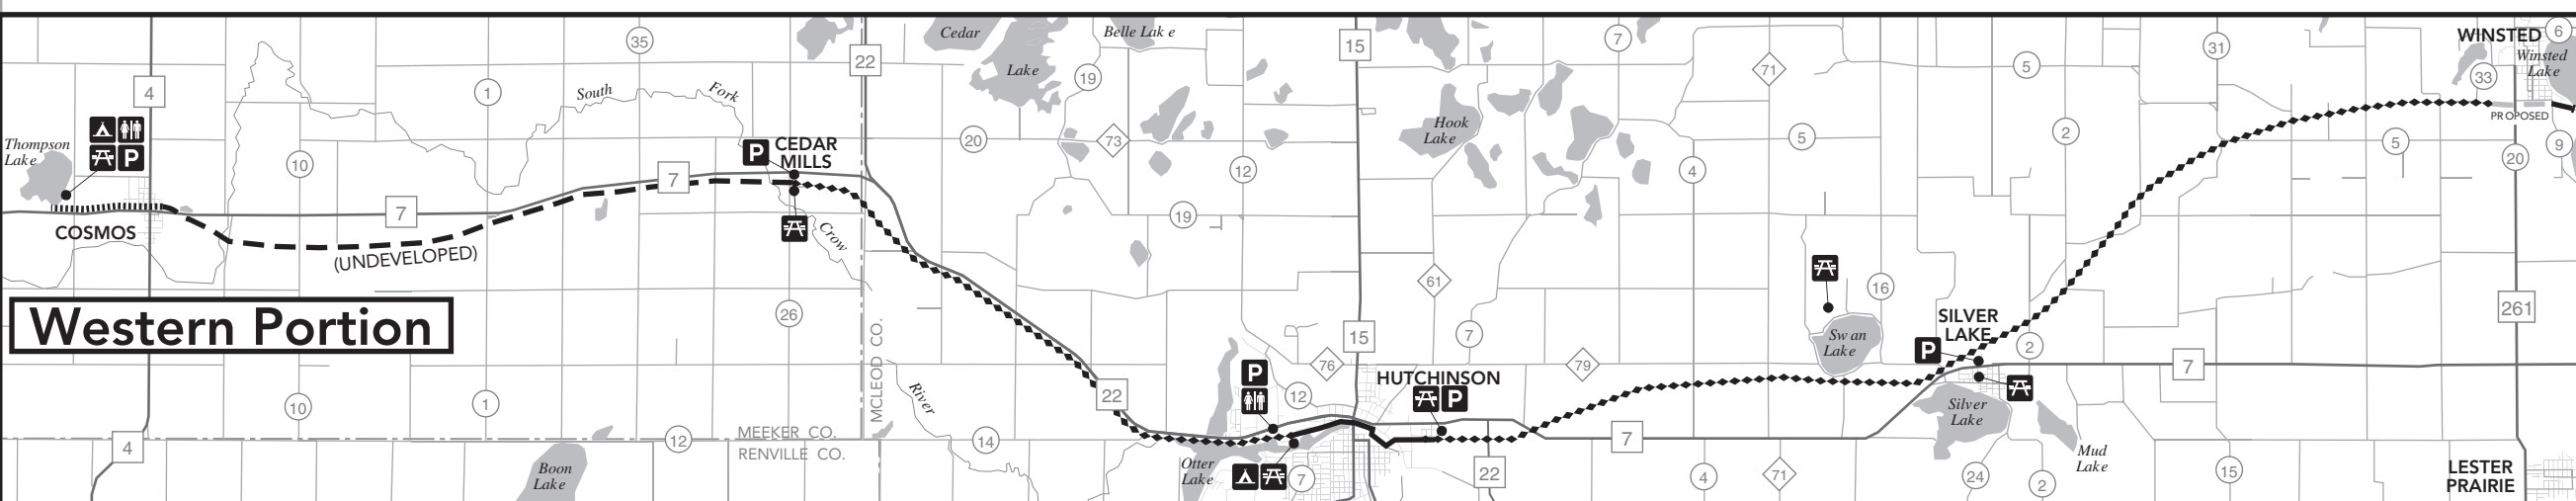 35
22
Cedar
Belle Lake
15
7
31
WINSTED
6
4
1
Lake
19
71
5
33
Winsted
Lake
South
Fork
Thompson
Lake
P
10
P
CEDAR
MILLS
20
73
Hook
Lake
5
2
PROPOSED
5
9
12
4
20
7
7
19
COSMOS
(UNDEVELOPED)
Crow
61
16
Western Portion
26
MCLEOD CO.
15
7
SILVER
LAKE
261
Swan
Lake
P
2
7
76
79
P
HUTCHINSON
P
22
12
10
1
River
Silver
Lake
4
12
MEEKER CO.
RENVILLE CO.
14
7
Mud
Lake
Boon
Lake
Otter
Lake
7
22
4
71
24
2
15
LESTER
PRAIRIE